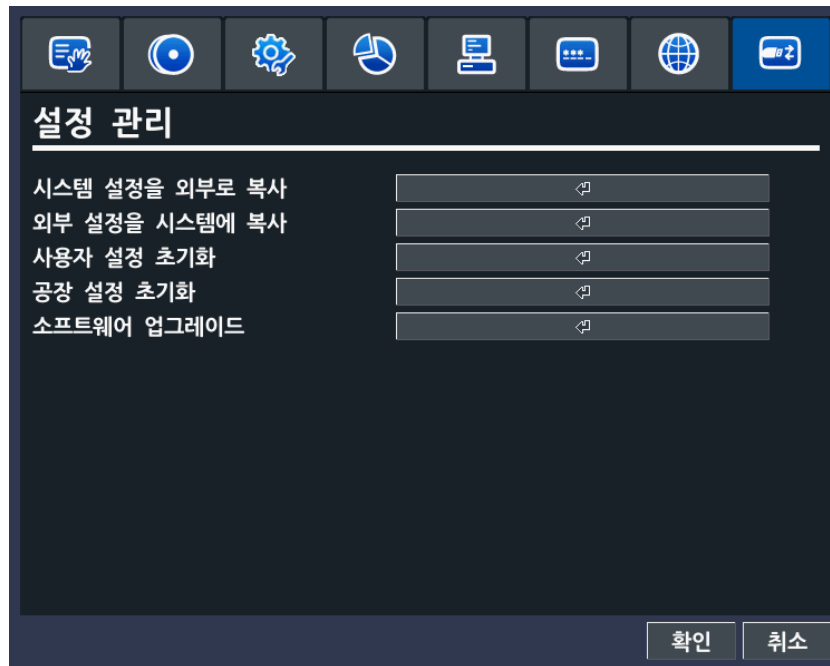 설정 관리
시스템 설정을 외부로 복사
외부 설정을 시스템에 복사
사용자 설정 초기화
공장 설정 초기화
소프트웨어 업그레이드
확인 취소